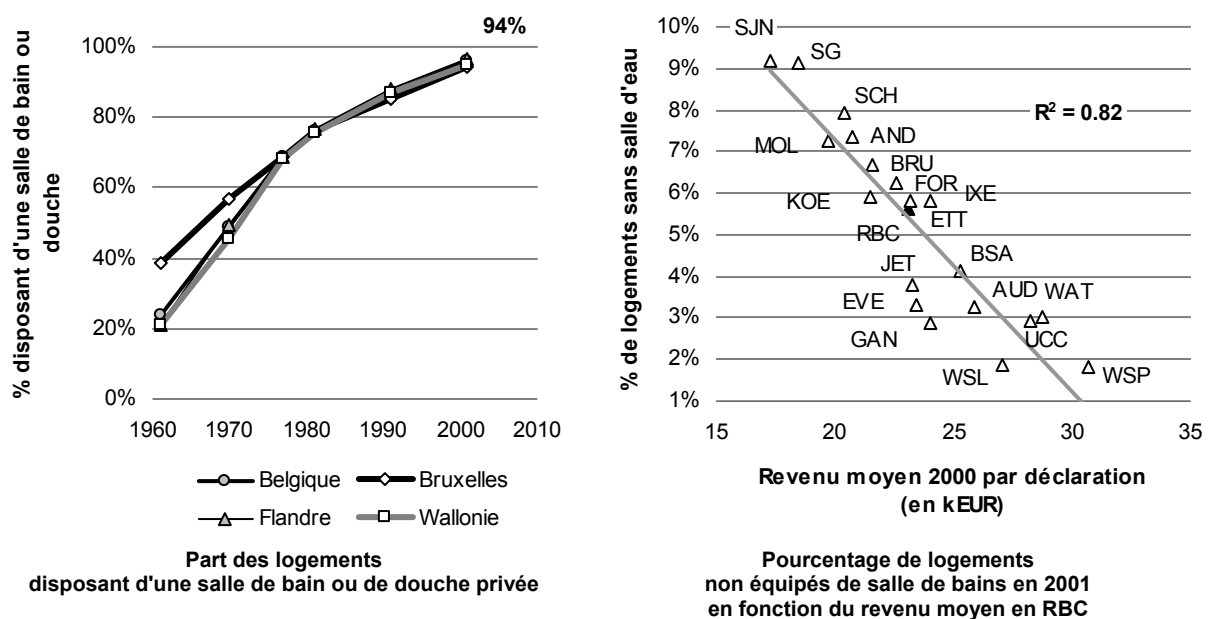 94%
100%
80%
60%
40%
20%
0%
% disposant d'une salle de bain ou
douche
1960 1970 1980 1990 2000 2010
Belgique Bruxelles
Flandre Wallonie
Part des logements
disposant d'une salle de bain ou de douche privée
10%
9%
8%
7%
6%
5%
4%
3%
2%
1%
% de logements sans salle d'eau
SJN
SG
SCH
R² = 0.82
MOL
AND
BRU
KOE
FOR
IXE
RBC
ETT
JET
BSA
EVE
AUD
WAT
GAN
UCC
WSL
WSP
15 20 25 30 35
Revenu moyen 2000 par déclaration
(en kEUR)
Pourcentage de logements
non équipés de salle de bains en 2001
en fonction du revenu moyen en RBC